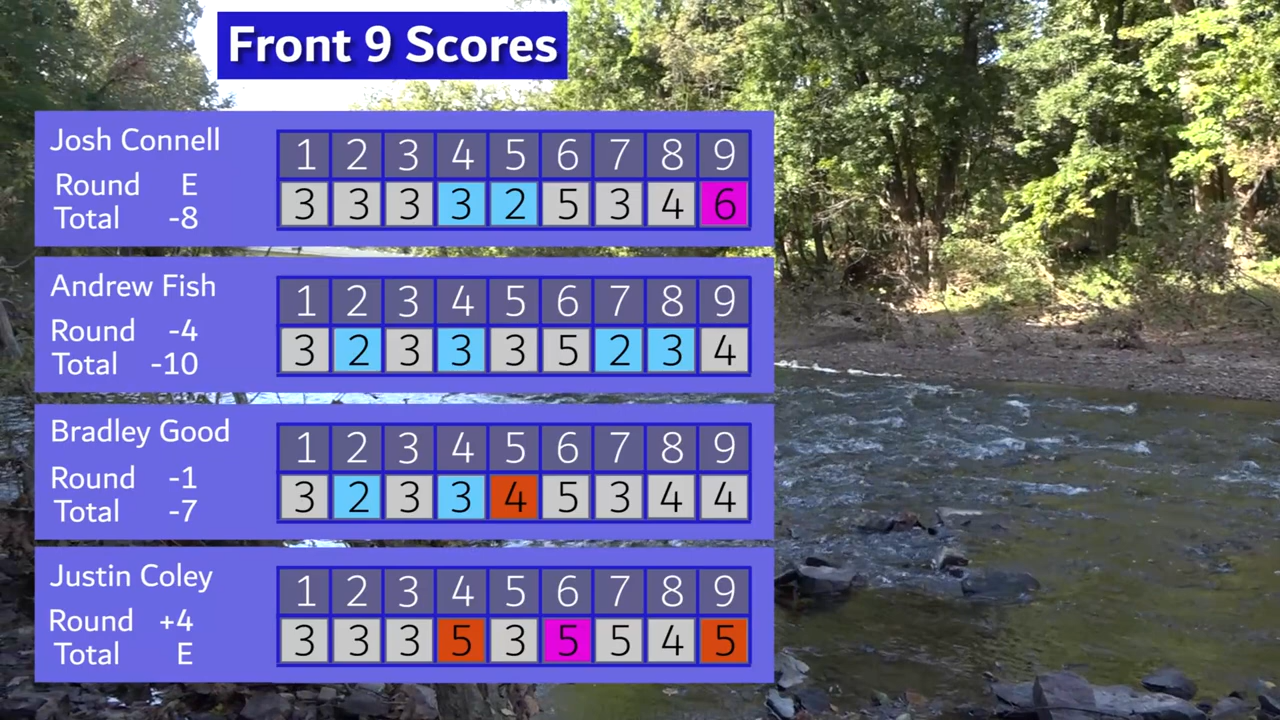 Front 9 Scores
Josh Connell
1 2 3 4 5 6 7 8 9
Round E
3 3 3 3 2 5 3 4 6
Total -8
Andrew Fish
1 2 3 4 5 6 7 8 9
Round -4
3 2 3 3 3 5 2 3 4
Total -10
Bradley Good
1 2 3 4 5 6 7 8 9
Round -1
3 2 3 3 4 5 3 4 4
Total -7
Justin Coley
1 2 3 4 5 6 7 8 9
Round +4
3 3 3 5 3 5 5 4 5
Total E